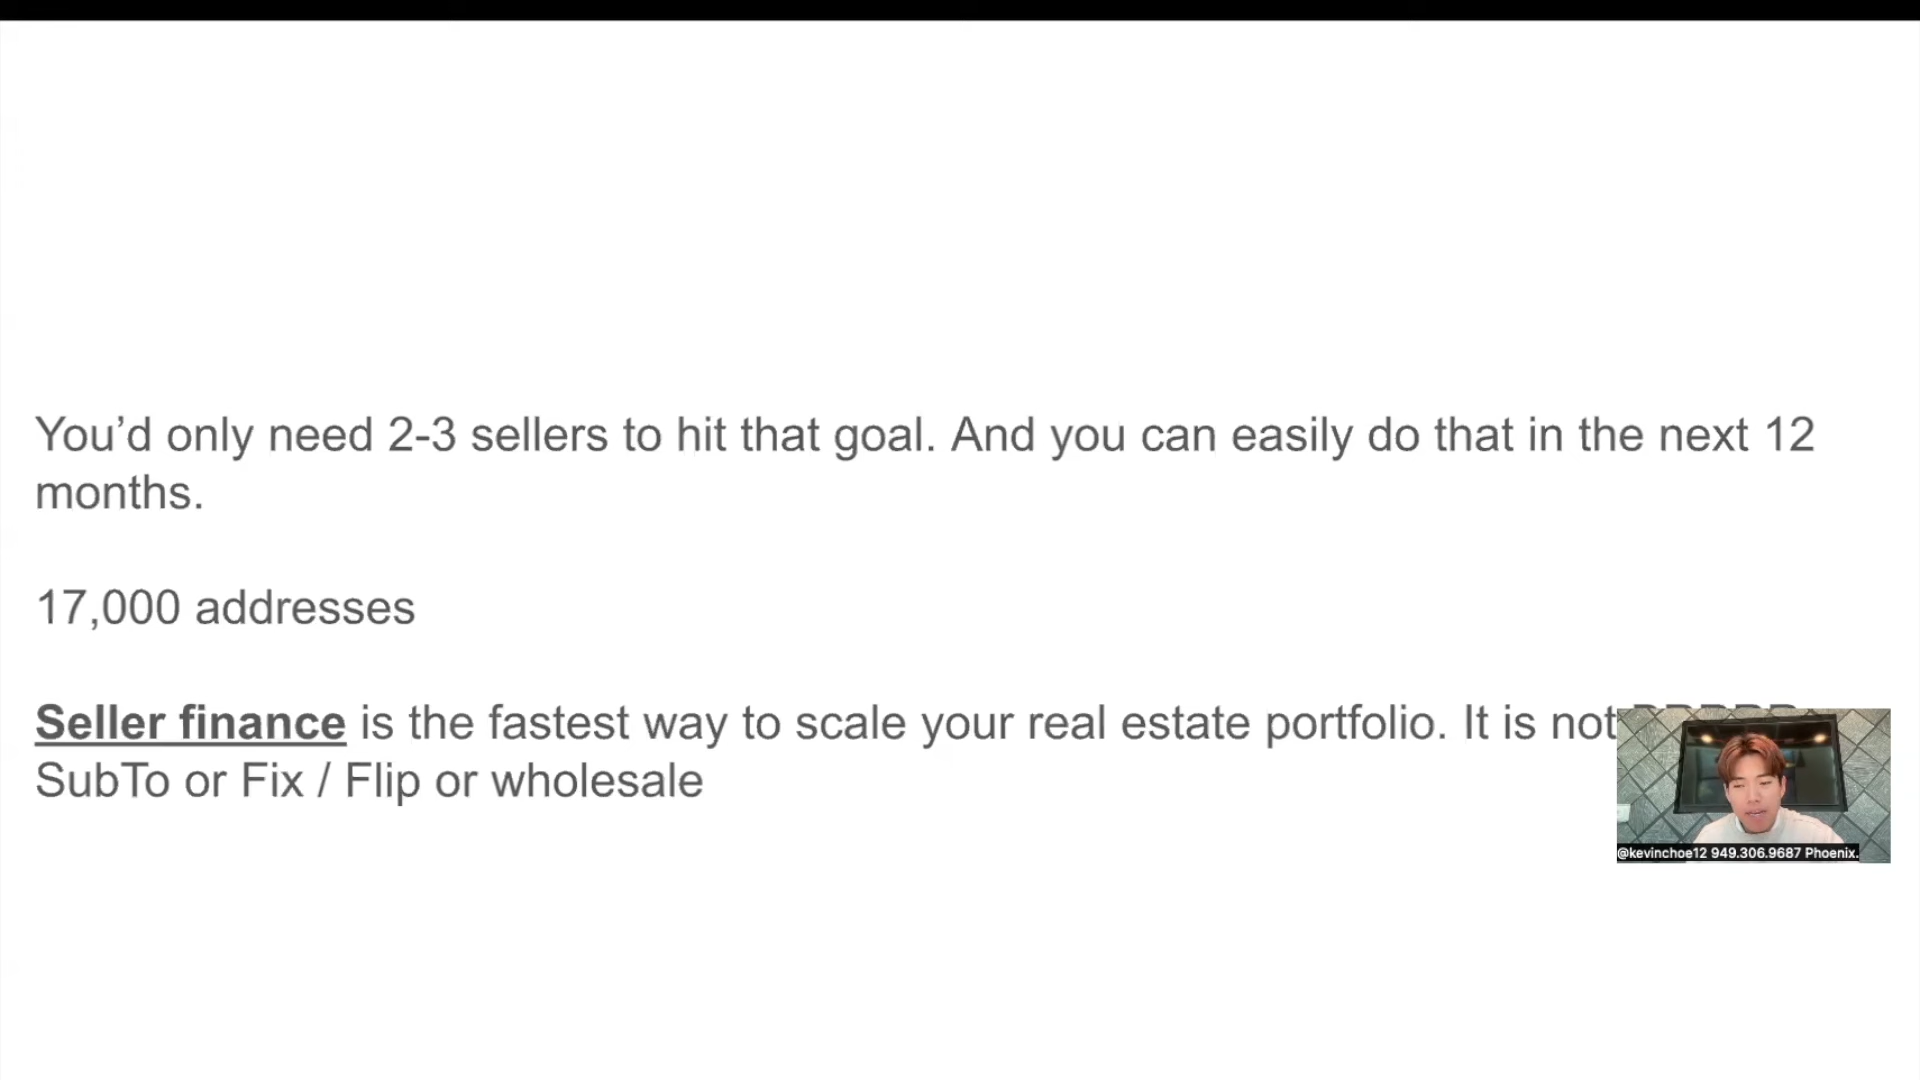 You’d only need 2-3 sellers to hit that goal. And you can easily do that in the next 12
months.
17,000 addresses
Seller finance is the fastest way to scale your real estate portfolio. It is not
SubTo or Fix / Flip or wholesale
@kevinchoe12 949.306.9687 Phoenix.